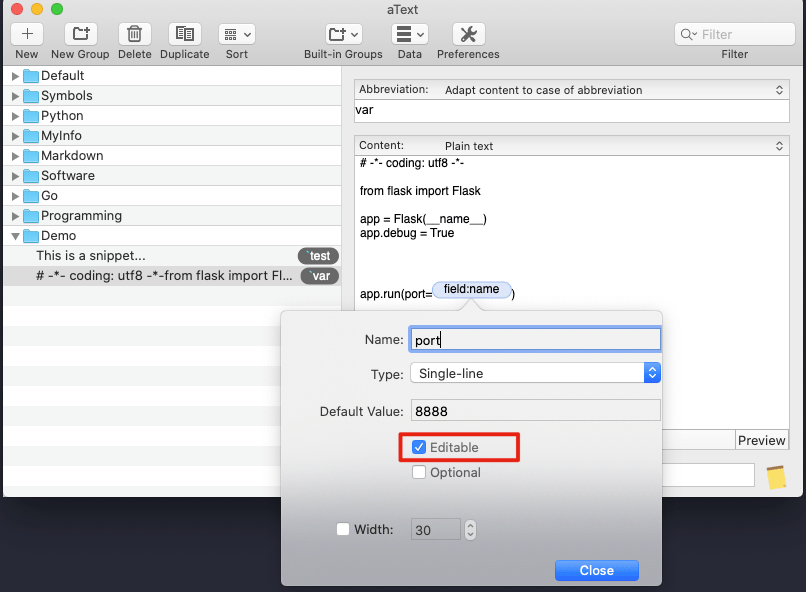 aText
New
New Group
Delete
Duplicate
Sort
Built-in Groups
Data
Preferences
Filter
Filter
Default
Symbols
Python
MyInfo
Markdown
Software
Go
Programming
Demo
This is a snippet... `test
# -*- coding: utf8 -*-from flask import Fl... `var
Abbreviation: Adapt content to case of abbreviation
var
Content: Plain text
# -*- coding: utf8 -*-
from flask import Flask
app = Flask(__name__)
app.debug = True
app.run(port= field:name )
Name: port
Type: Single-line
Default Value: 8888
Editable
Optional
Width: 30
Close
Preview